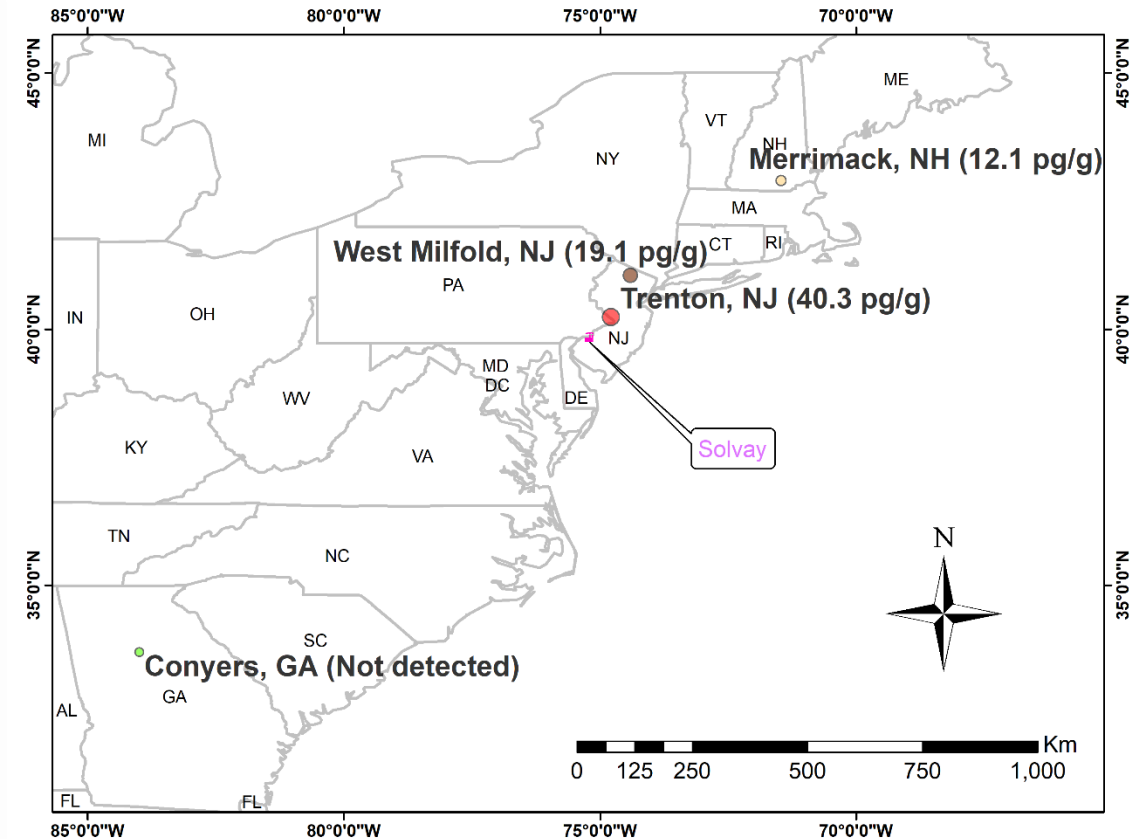 85°0'0"W 80°0'0"W 75°0'0"W 70°0'0"W
45°0'0"N 45°0'0"N
ME
VT
MI
NH
NY
Merrimack, NH (12.1 pg/g)
MA
CT RI
West Milfold, NJ (19.1 pg/g)
PA
Trenton, NJ (40.3 pg/g)
IN OH
40°0'0"N 40°0'0"N
NJ
MD
DC
DE
WV
KY
VA
Solvay
TN
NC
N
35°0'0"N 35°0'0"N
SC
Conyers, GA (Not detected)
GA
AL
Km
0 125 250 500 750 1,000
FL FL
85°0'0"W 80°0'0"W 75°0'0"W 70°0'0"W